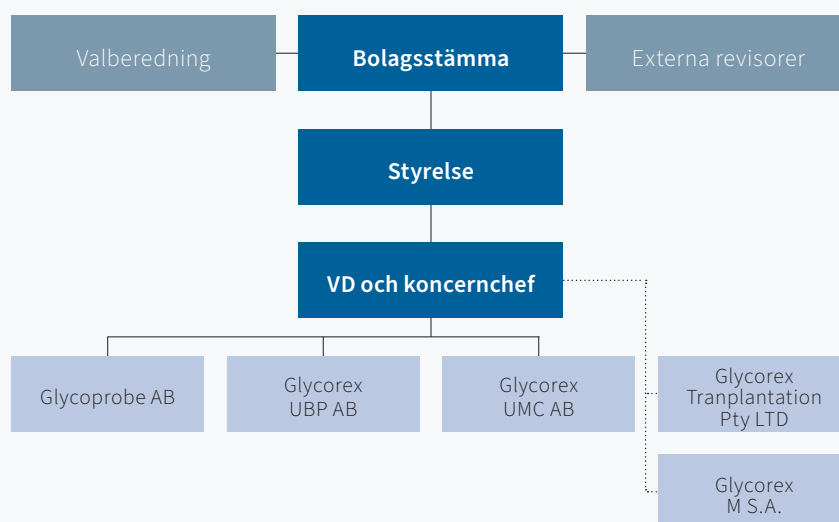 Valberedning
Bolagsstämma
Externa revisorer
Styrelse
VD och koncernchef
Glycoprobe AB
Glycorex
UBP AB
Glycorex
UMC AB
Glycorex
Tranplantation
Pty LTD
Glycorex
M S.A.